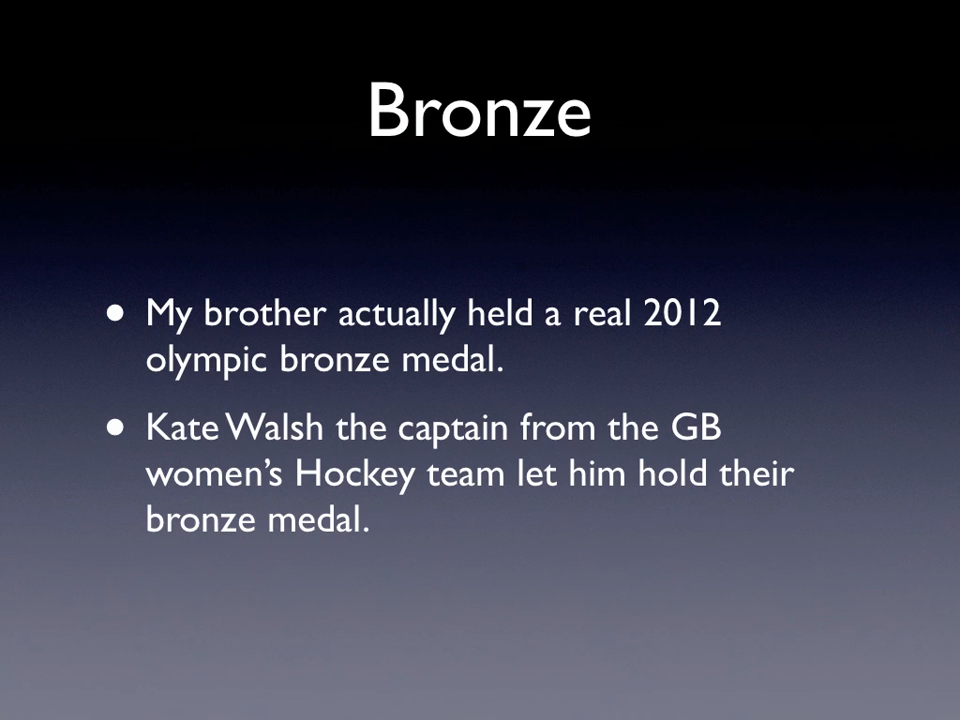 Bronze
• My brother actually held a real 2012
olympic bronze medal.
• Kate Walsh the captain from the GB
women’s Hockey team let him hold their
bronze medal.